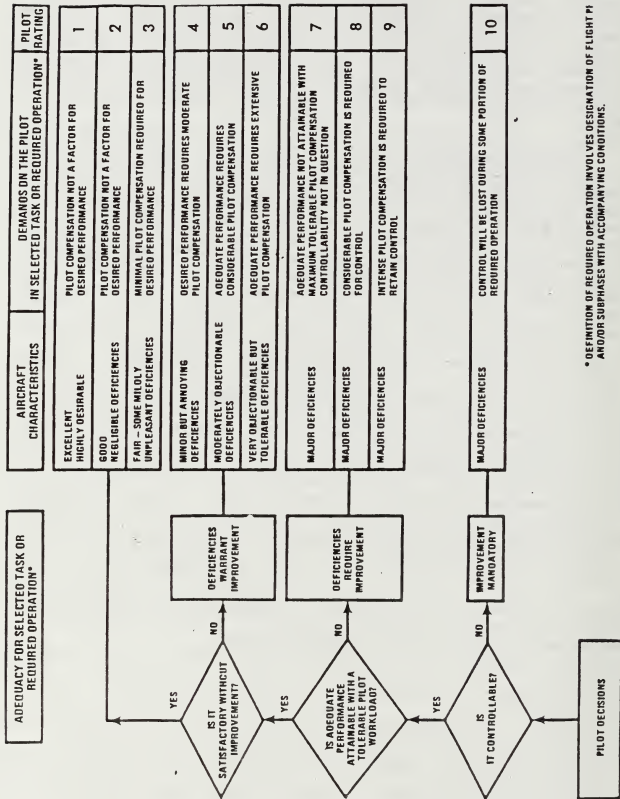 ADEQUACY FOR SELECTED TASK OR
REQUIRED OPERATION*
AIRCRAFT
CHARACTERISTICS
DEMANDS ON THE PILOT
IN SELECTED TASK OR REQUIRED OPERATION*
PILOT
RATING
EXCELLENT
HIGHLY DESIRABLE
PILOT COMPENSATION NOT A FACTOR FOR
DESIRED PERFORMANCE
1
GOOD
NEGLIGIBLE DEFICIENCIES
PILOT COMPENSATION NOT A FACTOR FOR
DESIRED PERFORMANCE
2
FAIR – SOME MILDLY
UNPLEASANT DEFICIENCIES
MINIMAL PILOT COMPENSATION REQUIRED FOR
DESIRED PERFORMANCE
3
YES
IS IT
SATISFACTORY WITHOUT
IMPROVEMENT?
NO
DEFICIENCIES
WARRANT
IMPROVEMENT
MINOR BUT ANNOYING
DEFICIENCIES
DESIRED PERFORMANCE REQUIRES MODERATE
PILOT COMPENSATION
4
MODERATELY OBJECTIONABLE
DEFICIENCIES
ADEQUATE PERFORMANCE REQUIRES
CONSIDERABLE PILOT COMPENSATION
5
VERY OBJECTIONABLE BUT
TOLERABLE DEFICIENCIES
ADEQUATE PERFORMANCE REQUIRES EXTENSIVE
PILOT COMPENSATION
6
YES
IS ADEQUATE
PERFORMANCE
ATTAINABLE WITH A
TOLERABLE PILOT
WORKLOAD?
NO
DEFICIENCIES
REQUIRE
IMPROVEMENT
MAJOR DEFICIENCIES
ADEQUATE PERFORMANCE NOT ATTAINABLE WITH
MAXIMUM TOLERABLE PILOT COMPENSATION
CONTROLLABILITY NOT IN QUESTION
7
MAJOR DEFICIENCIES
CONSIDERABLE PILOT COMPENSATION IS REQUIRED
FOR CONTROL
8
MAJOR DEFICIENCIES
INTENSE PILOT COMPENSATION IS REQUIRED TO
RETAIN CONTROL
9
YES
IS
IT CONTROLLABLE?
NO
IMPROVEMENT
MANDATORY
MAJOR DEFICIENCIES
CONTROL WILL BE LOST DURING SOME PORTION OF
REQUIRED OPERATION
10
PILOT DECISIONS
* DEFINITION OF REQUIRED OPERATION INVOLVES DESIGNATION OF FLIGHT
AND/OR SUBPHASES WITH ACCOMPANYING CONDITIONS.